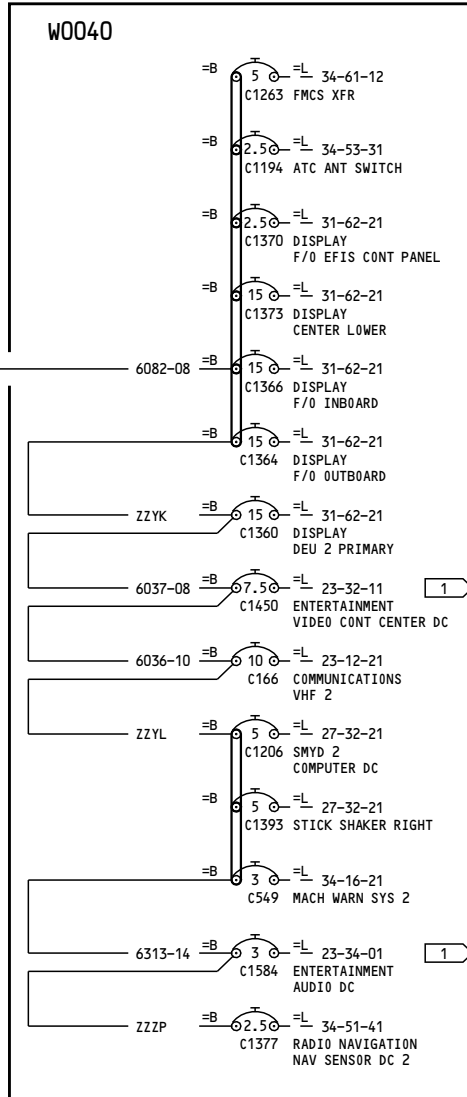 W0040
=B 5 =L 34-61-12
C1263 FMCS XFR
=B 2.5 =L 34-53-31
C1194 ATC ANT SWITCH
=B 2.5 =L 31-62-21
C1370 DISPLAY
F/O EFIS CONT PANEL
=B 15 =L 31-62-21
C1373 DISPLAY
CENTER LOWER
6082-08 =B 15 =L 31-62-21
C1366 DISPLAY
F/O INBOARD
=B 15 =L 31-62-21
C1364 DISPLAY
F/O OUTBOARD
ZZYK =B 15 =L 31-62-21
C1360 DISPLAY
DEU 2 PRIMARY
6037-08 =B 7.5 =L 23-32-11 1
C1450 ENTERTAINMENT
VIDEO CONT CENTER DC
6036-10 =B 10 =L 23-12-21
C166 COMMUNICATIONS
VHF 2
ZZYL =B 5 =L 27-32-21
C1206 SMYD 2
COMPUTER DC
=B 5 =L 27-32-21
C1393 STICK SHAKER RIGHT
=B 3 =L 34-16-21
C549 MACH WARN SYS 2
6313-14 =B 3 =L 23-34-01 1
C1584 ENTERTAINMENT
AUDIO DC
ZZZP =B 2.5 =L 34-51-41
C1377 RADIO NAVIGATION
NAV SENSOR DC 2